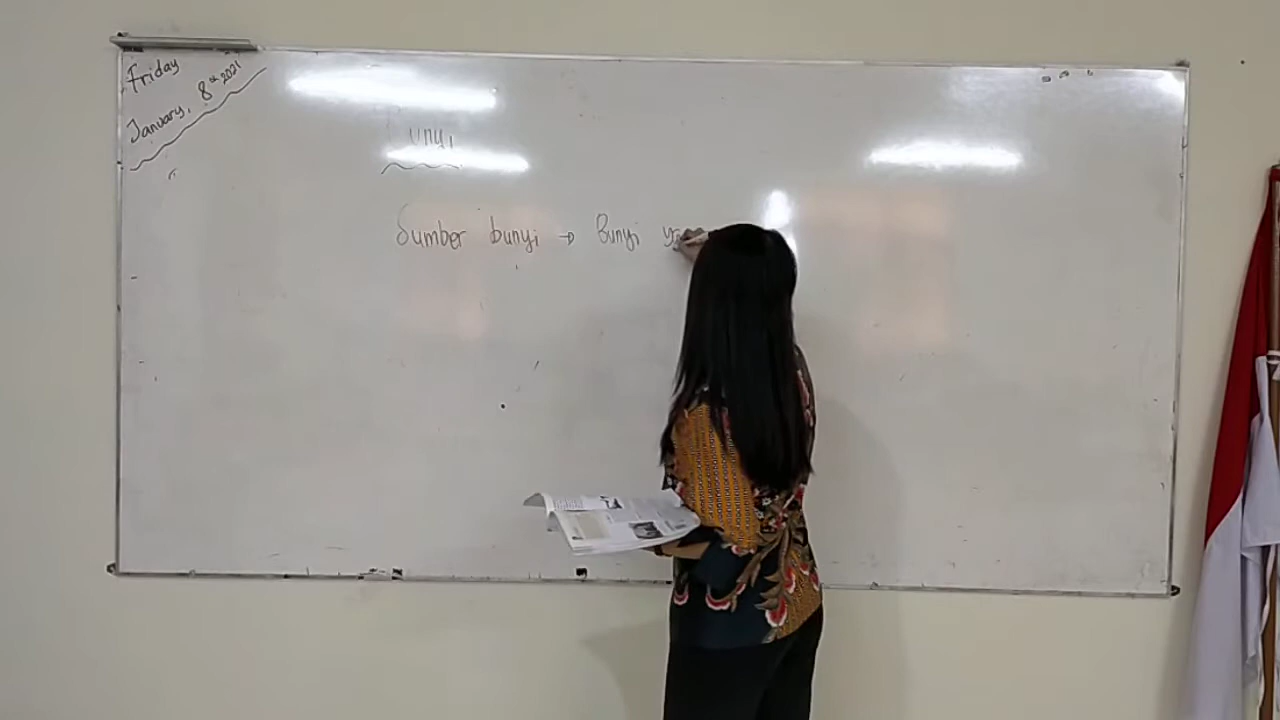 Friday
January, 8th 2021
Bunyi
Sumber bunyi → Bunyi